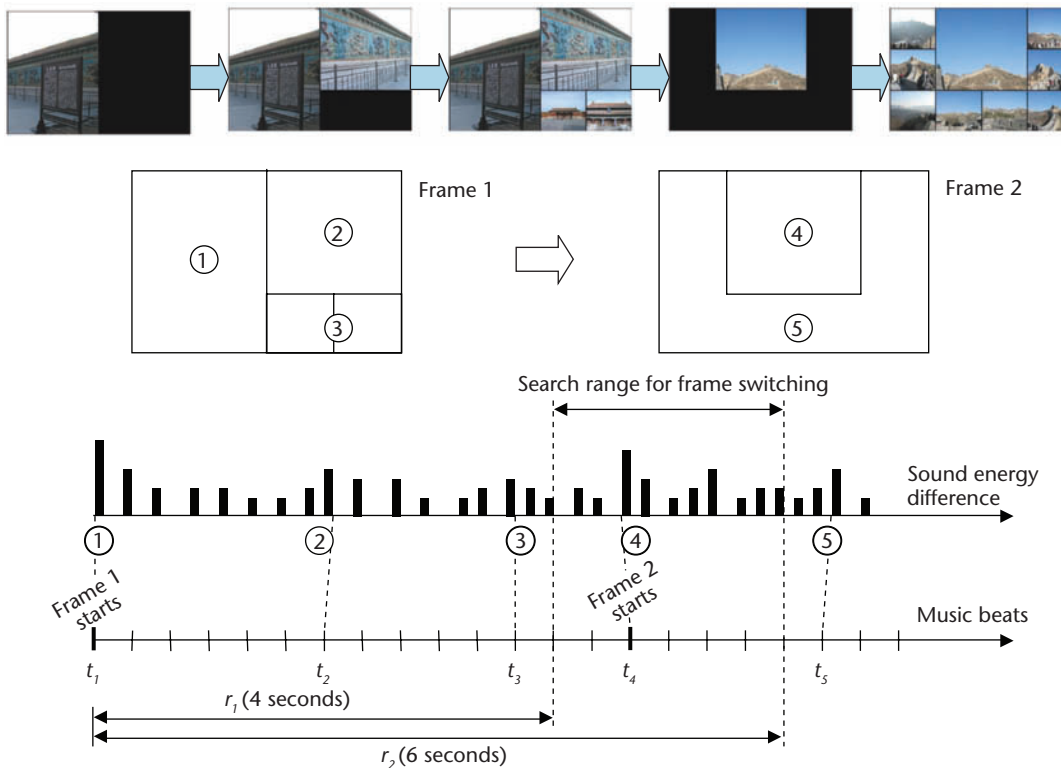 Frame 1
Frame 2
1
2
3
4
5
Search range for frame switching
Sound energy
difference
1
2
3
4
5
Frame 1
starts
Frame 2
starts
Music beats
t1
t2
t3
t4
t5
r1 (4 seconds)
r2 (6 seconds)